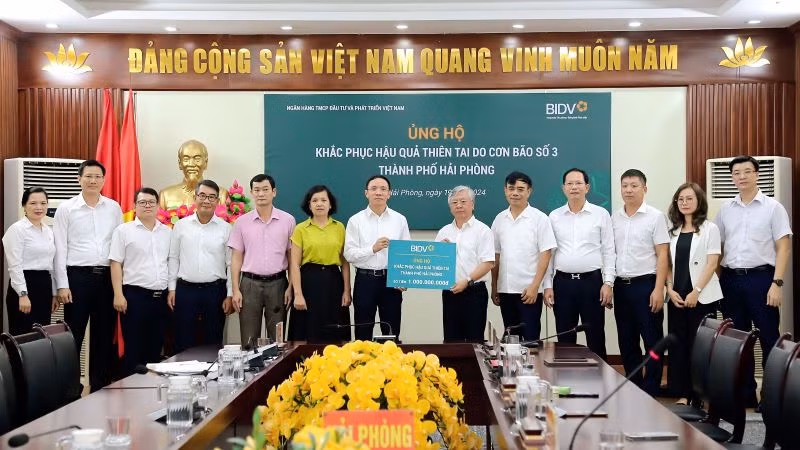 ĐẢNG CỘNG SẢN VIỆT NAM QUANG VINH MUÔN NĂM
NGÂN HÀNG TMCP ĐẦU TƯ VÀ PHÁT TRIỂN VIỆT NAM
BIDV
ỦNG HỘ
KHẮC PHỤC HẬU QUẢ THIÊN TAI DO CƠN BÃO SỐ 3
THÀNH PHỐ HẢI PHÒNG
Hải Phòng, ngày 2024
BIDV
ỦNG HỘ
KHẮC PHỤC HẬU QUẢ THIÊN TAI
THÀNH PHỐ HẢI PHÒNG
SỐ TIỀN 1.000.000.000đ
PHÒNG